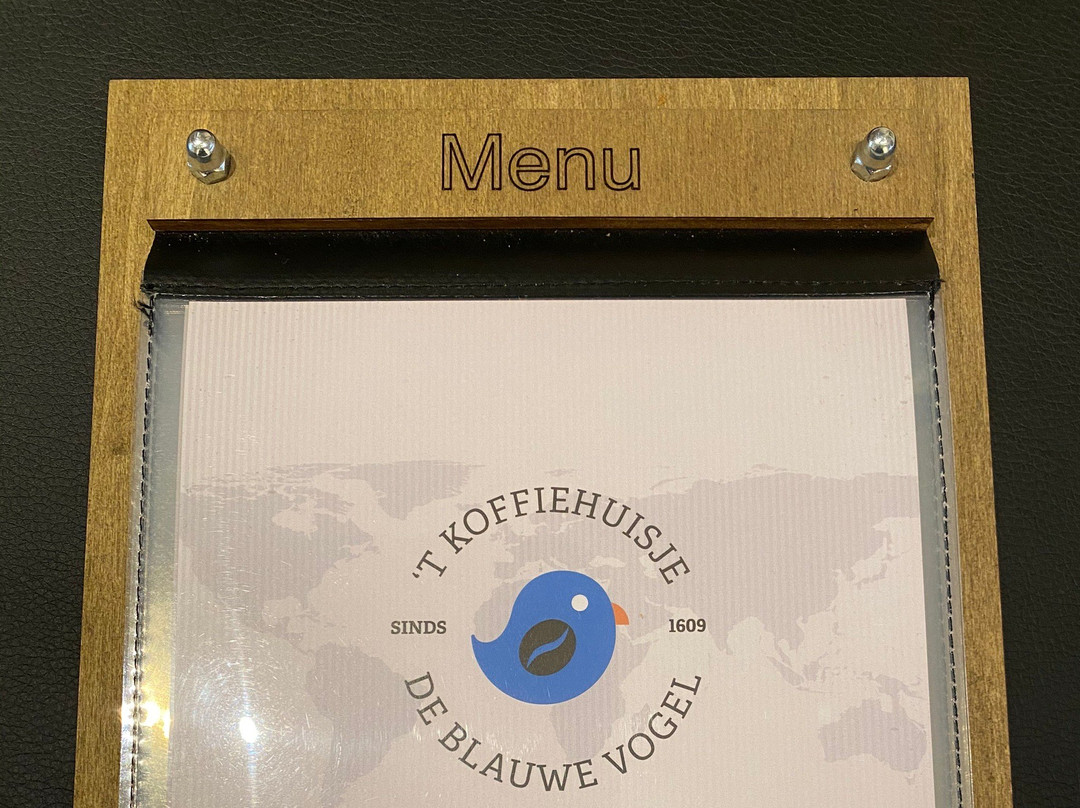 Menu
'T KOFFIEHUISJE
SINDS
1609
DE BLAUWE VOGEL